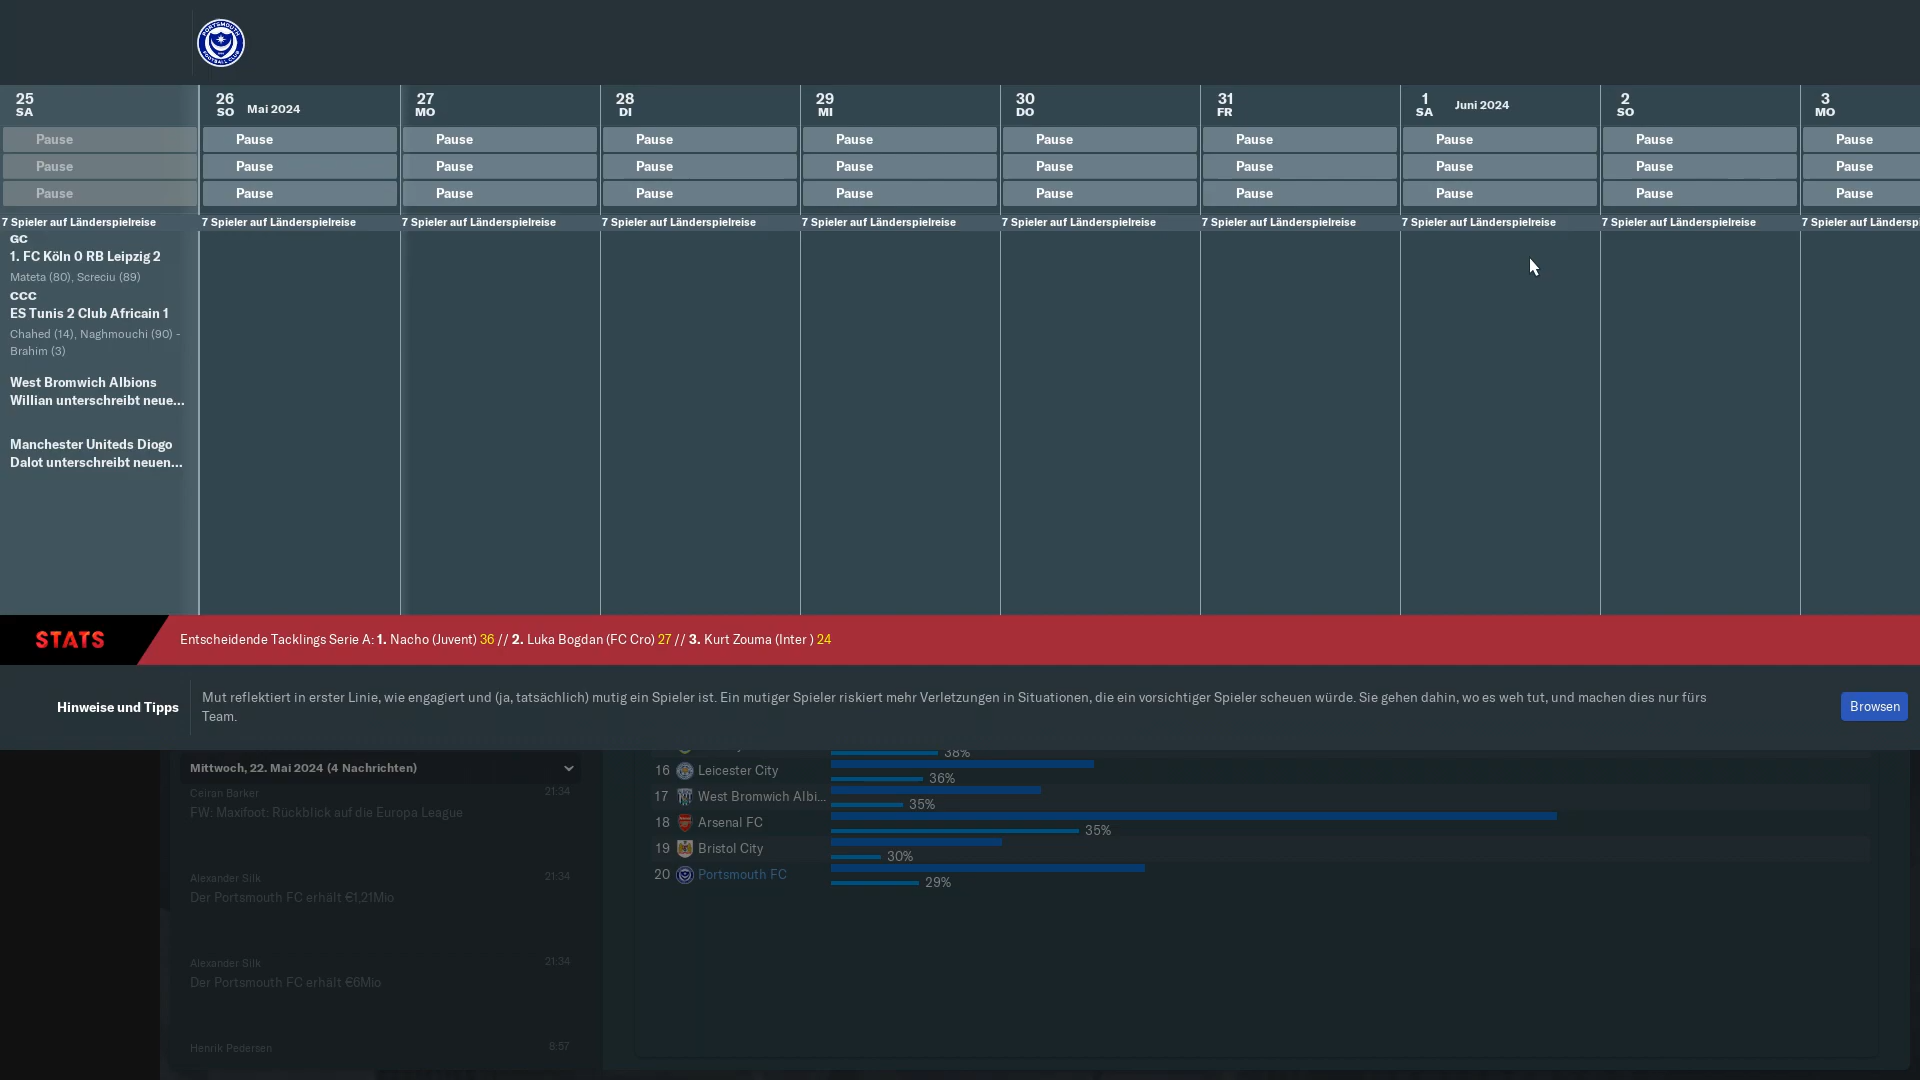 PORTSMOUTH
FOOTBALL CLUB
25 26 27 28 29 30 31 1 2 3
SA SO Mai 2024 MO DI MI DO FR SA Juni 2024 SO MO
Pause Pause Pause Pause Pause Pause Pause Pause Pause Pause
Pause Pause Pause Pause Pause Pause Pause Pause Pause Pause
Pause Pause Pause Pause Pause Pause Pause Pause Pause Pause
7 Spieler auf Länderspielreise 7 Spieler auf Länderspielreise 7 Spieler auf Länderspielreise 7 Spieler auf Länderspielreise 7 Spieler auf Länderspielreise 7 Spieler auf Länderspielreise 7 Spieler auf Länderspielreise 7 Spieler auf Länderspielreise 7 Spieler auf Länderspielreise 7 Spieler auf Ländersp
GC
1. FC Köln 0 RB Leipzig 2
Mateta (80), Screciu (89)
CCC
ES Tunis 2 Club Africain 1
Chahed (14), Naghmouchi (90) -
Brahim (3)
West Bromwich Albions
Willian unterschreibt neue...
Manchester Uniteds Diogo
Dalot unterschreibt neuen...
STATS
Entscheidende Tacklings Serie A: 1. Nacho (Juvent) 36 // 2. Luka Bogdan (FC Cro) 27 // 3. Kurt Zouma (Inter ) 24
Hinweise und Tipps
Mut reflektiert in erster Linie, wie engagiert und (ja, tatsächlich) mutig ein Spieler ist. Ein mutiger Spieler riskiert mehr Verletzungen in Situationen, die ein vorsichtiger Spieler scheuen würde. Sie gehen dahin, wo es weh tut, und machen dies nur fürs
Team.
Browsen
Mittwoch, 22. Mai 2024 (4 Nachrichten)
Ceiran Barker 21:34
FW: Maxifoot: Rückblick auf die Europa League
Alexander Silk 21:34
Der Portsmouth FC erhält €1,21Mio
Alexander Silk 21:34
Der Portsmouth FC erhält €6Mio
Henrik Pedersen 8:57
38%
16 Leicester City 36%
17 West Bromwich Albi... 35%
18 Arsenal FC 35%
19 Bristol City 30%
20 Portsmouth FC 29%